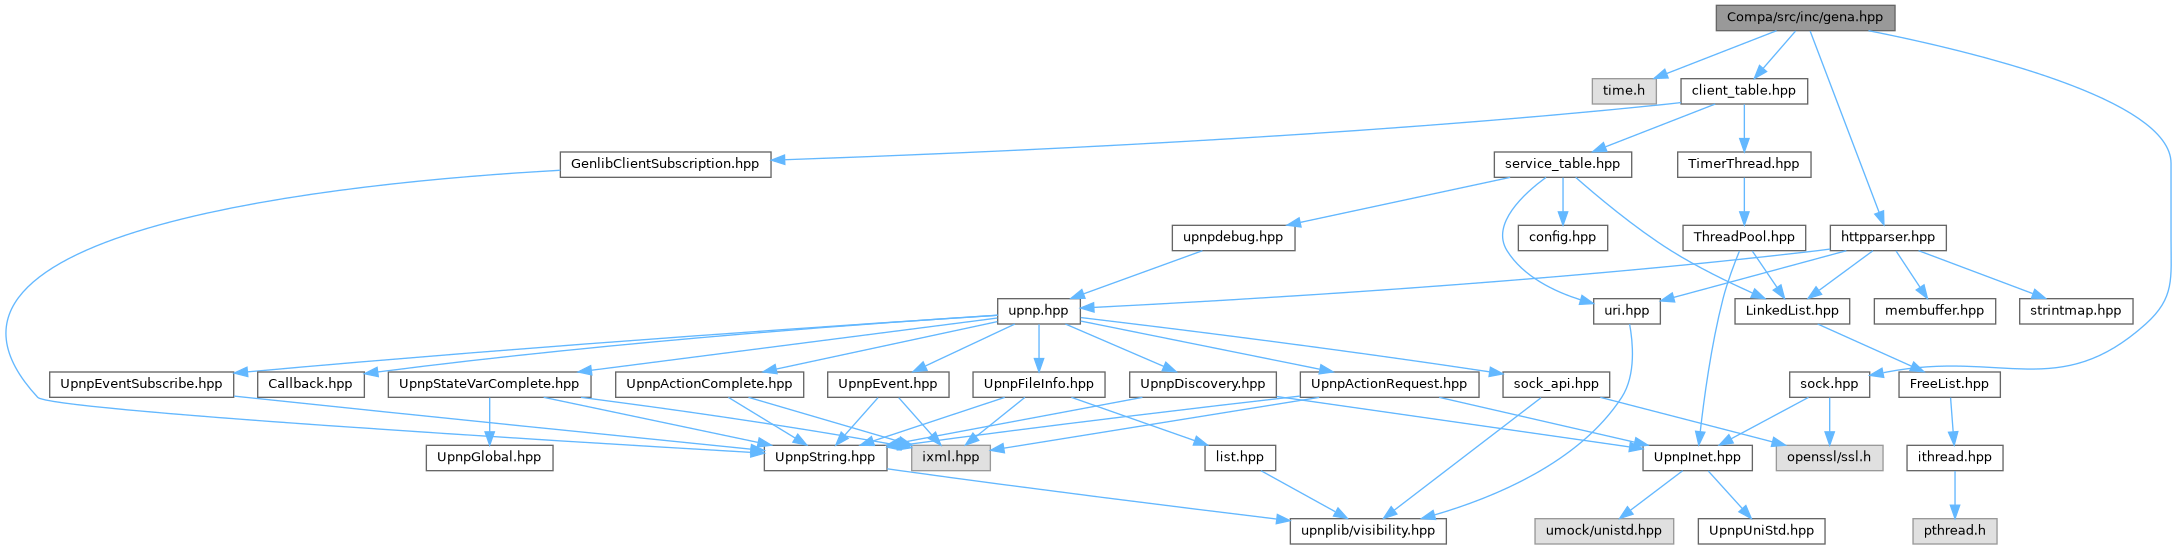 Compa/src/inc/gena.hpp
time.h
client_table.hpp
GenlibClientSubscription.hpp
service_table.hpp
TimerThread.hpp
upnpdebug.hpp
config.hpp
ThreadPool.hpp
httpparser.hpp
upnp.hpp
uri.hpp
LinkedList.hpp
membuffer.hpp
strintmap.hpp
UpnpEventSubscribe.hpp
Callback.hpp
UpnpStateVarComplete.hpp
UpnpActionComplete.hpp
UpnpEvent.hpp
UpnpFileInfo.hpp
UpnpDiscovery.hpp
UpnpActionRequest.hpp
sock_api.hpp
sock.hpp
FreeList.hpp
UpnpGlobal.hpp
UpnpString.hpp
ixml.hpp
list.hpp
UpnpInet.hpp
openssl/ssl.h
ithread.hpp
upnplib/visibility.hpp
umock/unistd.hpp
UpnpUniStd.hpp
pthread.h